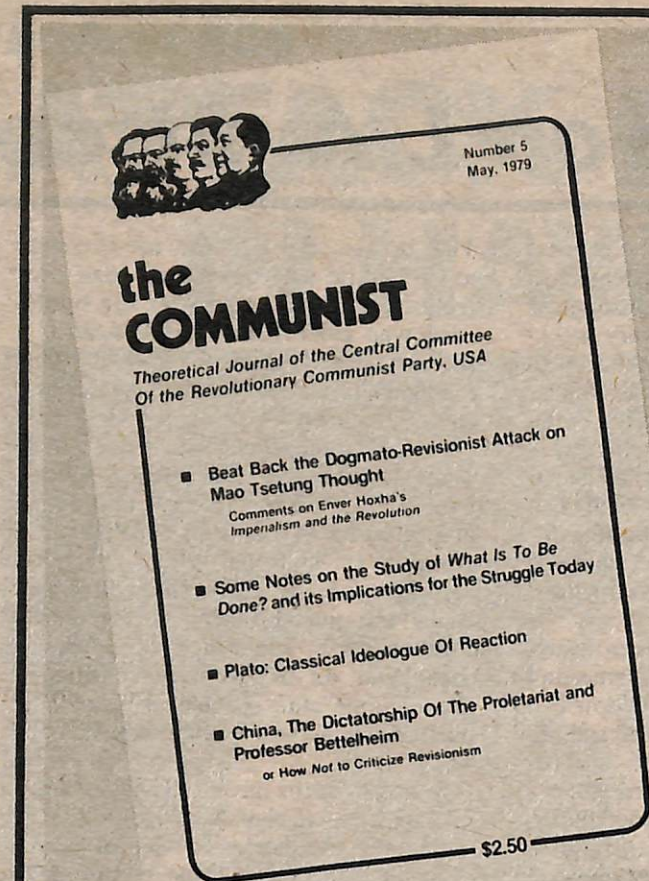 Number 5
May, 1979
the
COMMUNIST
Theoretical Journal of the Central Committee
Of the Revolutionary Communist Party, USA
■ Beat Back the Dogmato-Revisionist Attack on
Mao Tsetung Thought
Comments on Enver Hoxha's
Imperialism and the Revolution
■ Some Notes on the Study of What Is To Be
Done? and its Implications for the Struggle Today
■ Plato: Classical Ideologue Of Reaction
■ China, The Dictatorship Of The Proletariat and
Professor Bettelheim
or How Not to Criticize Revisionism
$2.50